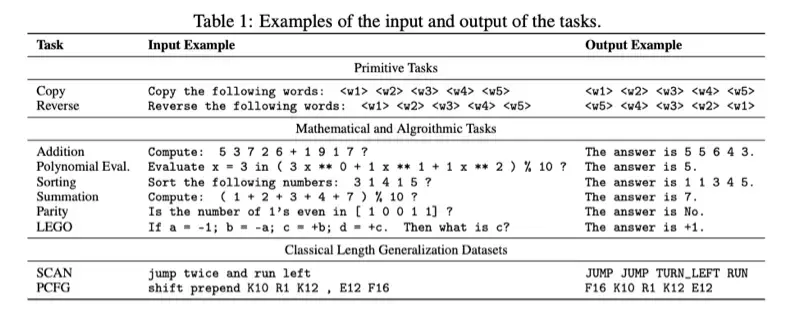 Table 1: Examples of the input and output of the tasks.
Task Input Example Output Example
Primitive Tasks
Copy Copy the following words: <w1> <w2> <w3> <w4> <w5> <w1> <w2> <w3> <w4> <w5>
Reverse Reverse the following words: <w1> <w2> <w3> <w4> <w5> <w5> <w4> <w3> <w2> <w1>
Mathematical and Algroithmic Tasks
Addition Compute: 5 3 7 2 6 + 1 9 1 7 ? The answer is 5 5 6 4 3.
Polynomial Eval. Evaluate x = 3 in ( 3 x ** 0 + 1 x ** 1 + 1 x ** 2 ) % 10 ? The answer is 5.
Sorting Sort the following numbers: 3 1 4 1 5 ? The answer is 1 1 3 4 5.
Summation Compute: ( 1 + 2 + 3 + 4 + 7 ) % 10 ? The answer is 7.
Parity Is the number of 1's even in [ 1 0 0 1 1] ? The answer is No.
LEGO If a = -1; b = -a; c = +b; d = +c. Then what is c? The answer is +1.
Classical Length Generalization Datasets
SCAN jump twice and run left JUMP JUMP TURN_LEFT RUN
PCFG shift prepend K10 R1 K12 , E12 F16 F16 K10 R1 K12 E12